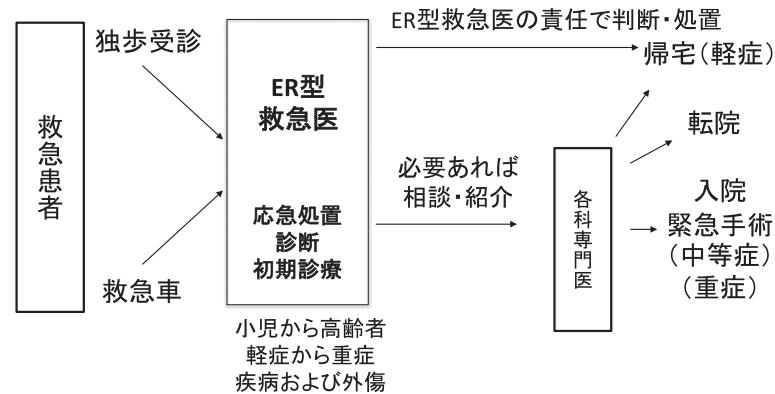 救急患者
独歩受診
救急車
ER型
救急医
応急処置
診断
初期診療
小児から高齢者
軽症から重症
疾病および外傷
ER型救急医の責任で判断・処置
帰宅（軽症）
必要あれば
相談・紹介
各科専門医
転院
入院
緊急手術
（中等症）
（重症）